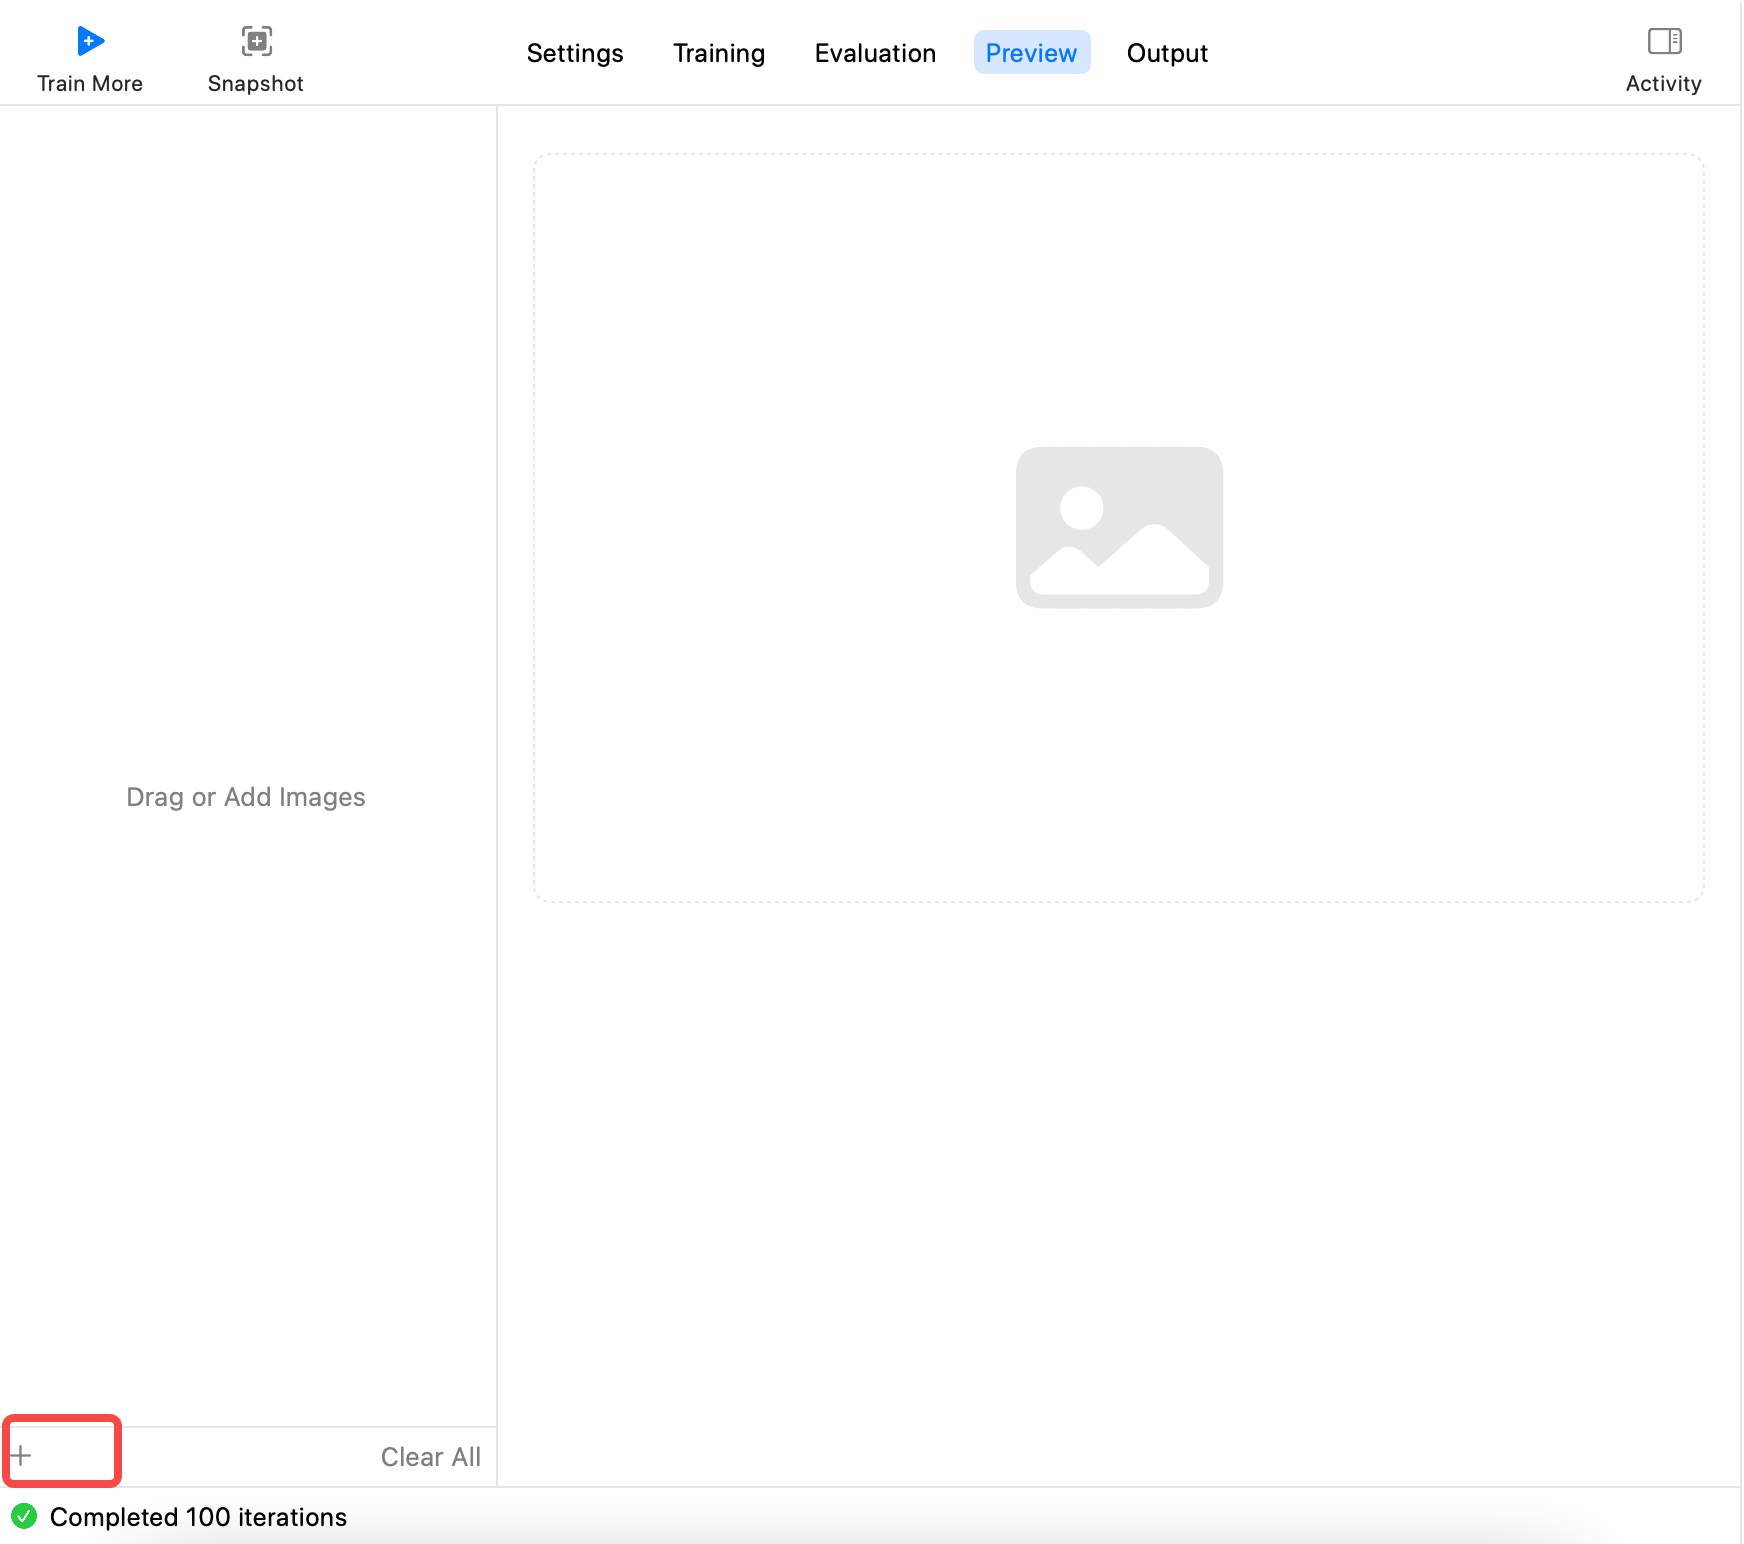 Train More
Snapshot
Settings
Training
Evaluation
Preview
Output
Activity
Drag or Add Images
Clear All
Completed 100 iterations